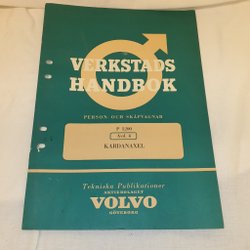 VERKSTADS
HANDBOK
PERSON OCH SKÅPVAGNAR
P 1200
Avd. 4
KARDANAXEL
Tekniska Publikationer
AKTIEBOLAGET
VOLVO
GÖTEBORG